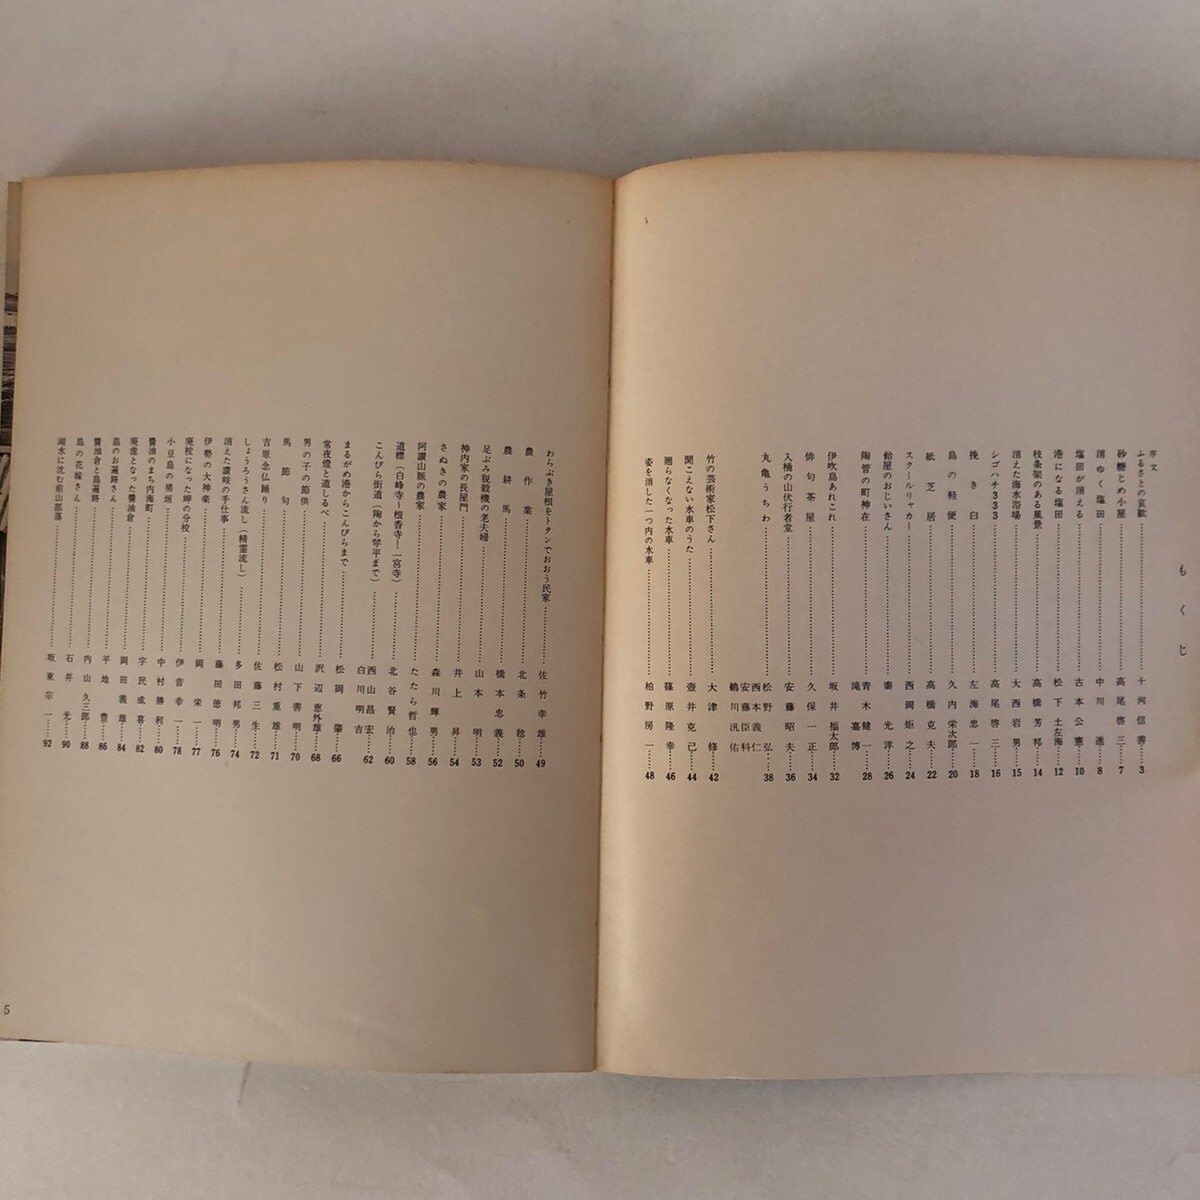 もくじ
序文
ふるさとの哀歓……十河信善……3
砂糖じめ小屋……高尾啓三……7
消ゆく塩田……中川 進……8
塩田が消える……古本公憲……10
港になる塩田……松下土左海……12
枝条架のある風景……高橋芳邦……14
消えた海水浴場……大西岩男……15
シゴハチ333……高尾啓三……16
挽き臼……左海忠一……18
島の軽便……久内栄次郎……20
紙芝居……高橋克夫……22
スクールリヤカー……西岡矩之……24
飴屋のおじいさん……秦 光洋……26
陶管の町神在……青木健一
滝 嘉博……28
伊吹島あれこれ……坂井福太郎……32
俳句茶屋……久保一正……34
入樋の山伏行者堂……安藤昭夫……36
丸亀うちわ……松野 弘……38
西本義仁
安藤臣科
鶴川汎佑
竹の芸術家松下さん……大津 修……42
聞こえない水車のうた……壺井克己……44
廻らなくなった水車……篠原隆幸……46
姿を消した一つ内の水車……柏野房一……48
わらぶき屋根をトタンでおおう民家……佐竹幸雄……49
農作業……北条 稔……50
農耕馬……橋本忠義……52
足ぶみ脱穀機の老夫婦……山本 明……53
神内家の長屋門……井上 昇……54
さぬきの農家……森川輝男……56
阿讃山脈の農家……たたら哲也……58
道標(白峰寺〜根香寺―一宮寺)……北谷賢治……60
こんぴら街道(陶から琴平まで)……西山昌宏
白川明吉……62
まるがめ港からこんぴらまで……松岡 肇……66
常夜燈と道しるべ……沢辺恵外雄……68
男の子の節供……山下善明……70
馬節句……松村重雄……71
吉原念仏踊り……佐藤三生……72
しょうろうさん流し(精霊流し)……多田邦男……74
消えた讃岐の手仕事……藤田徳明……76
伊勢の大神楽……岡 栄一……77
廃校になった岬の分校……伊音幸一……78
小豆島の猪垣……中村勝利……80
醬油のまち内海町……宇民成喜……82
廃虚となった醬油倉……岡田義雄……84
島のお遍路さん……平地 豊……86
醬油倉と島遍路……内山久三郎……88
島の花嫁さん……石井 光……90
湖水に沈む前山部落……坂東宗一……92
5